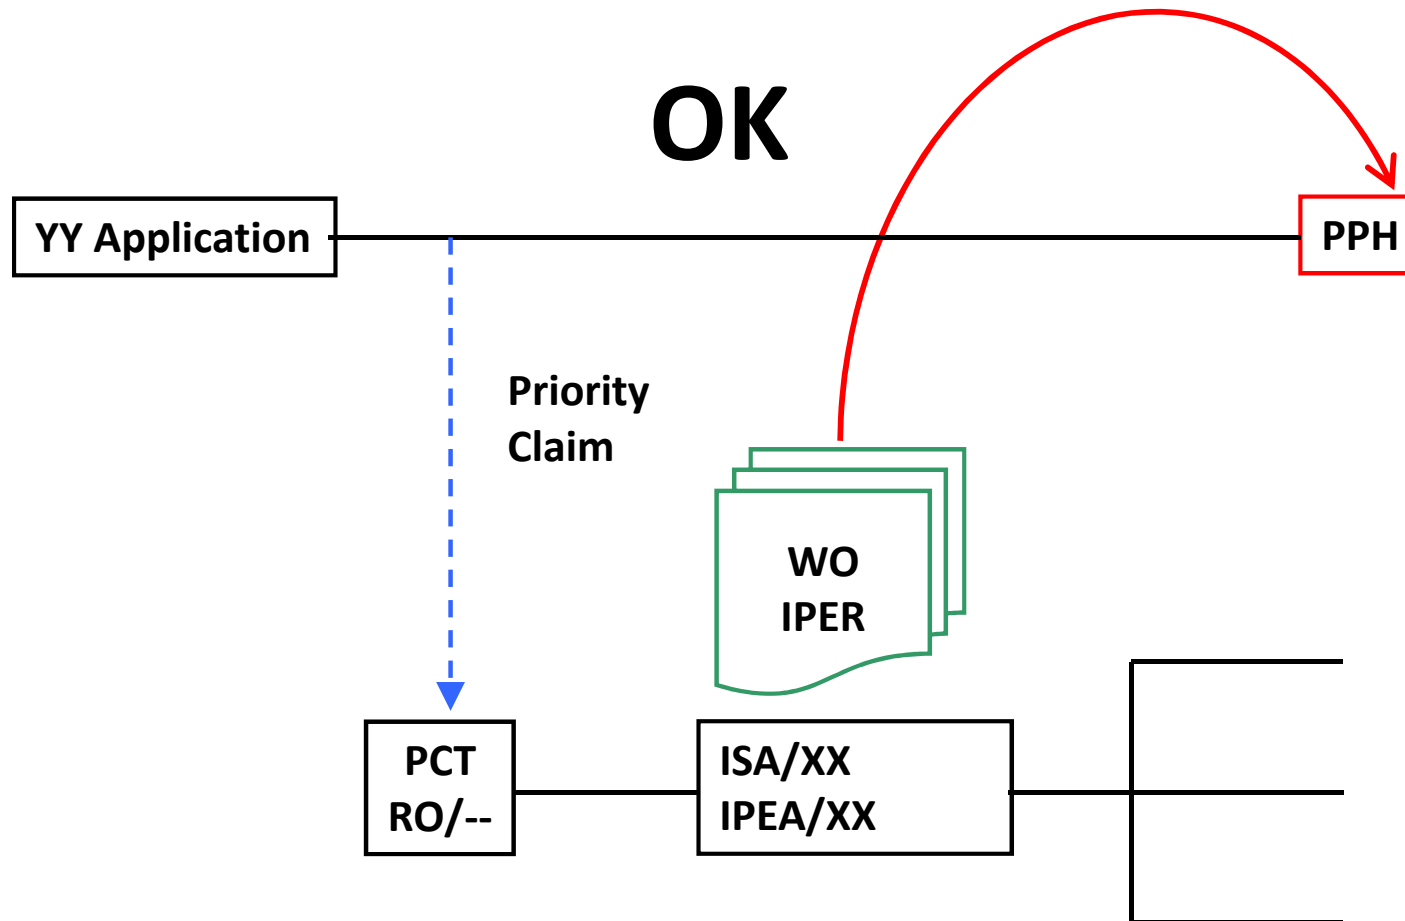 OK
YY Application
PPH
Priority
Claim
WO
IPER
PCT
RO/--
ISA/XX
IPEA/XX